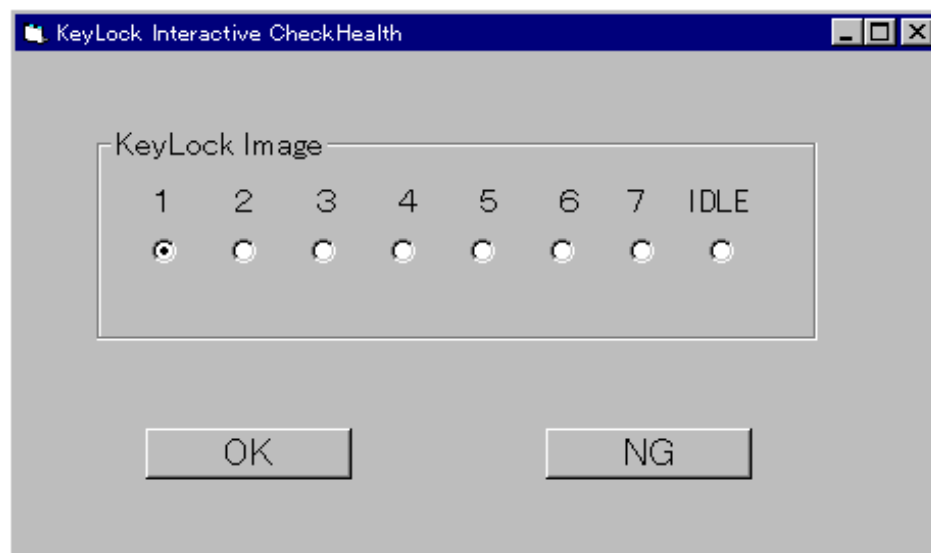 KeyLock Interactive CheckHealth
KeyLock Image
1 2 3 4 5 6 7 IDLE
OK NG